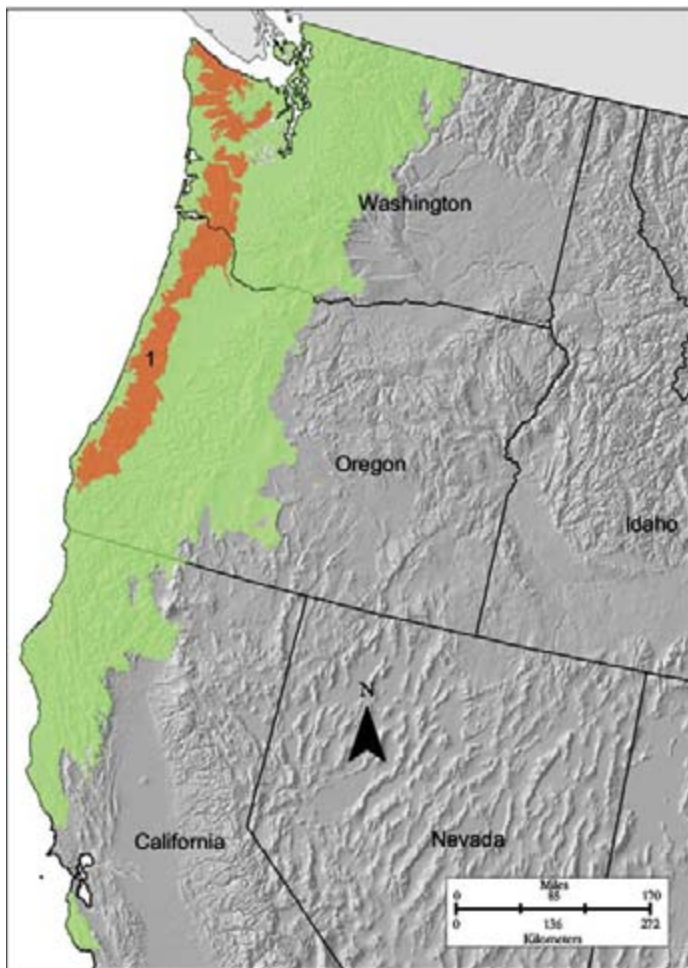 Washington
1
Oregon
Idaho
N
California
Nevada
Miles
0 85 170
0 136 272
Kilometers